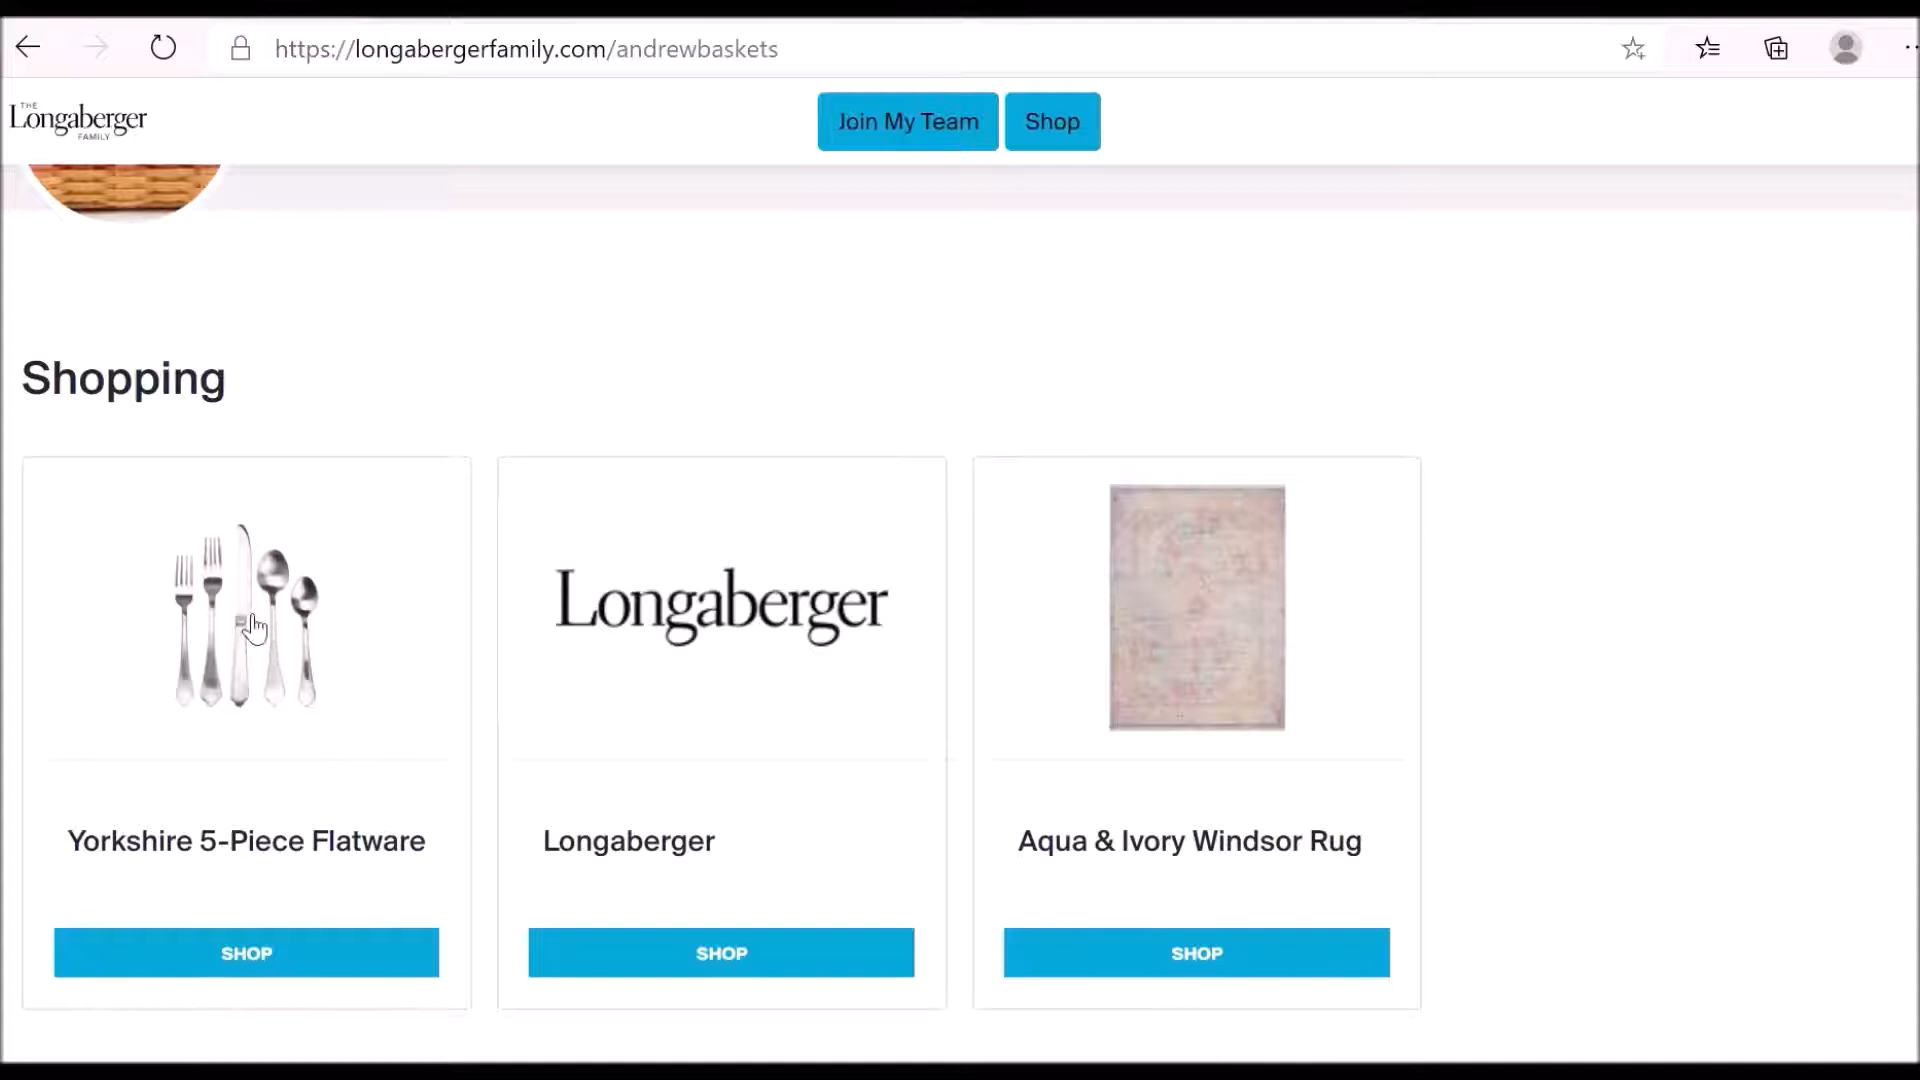 https://longabergerfamily.com/andrewbaskets
THE
Longaberger
FAMILY
Join My Team
Shop
Shopping
Longaberger
Yorkshire 5-Piece Flatware
Longaberger
Aqua & Ivory Windsor Rug
SHOP
SHOP
SHOP